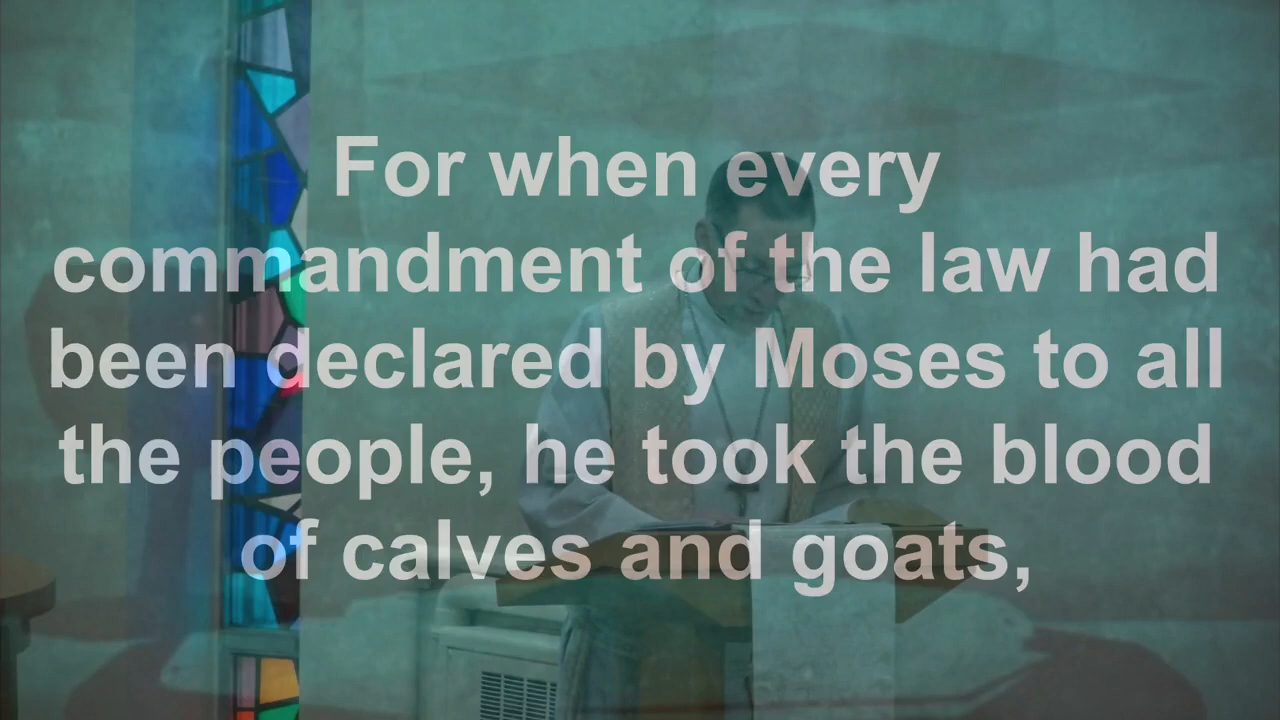 For when every
commandment of the law had
been declared by Moses to all
the people, he took the blood
of calves and goats,